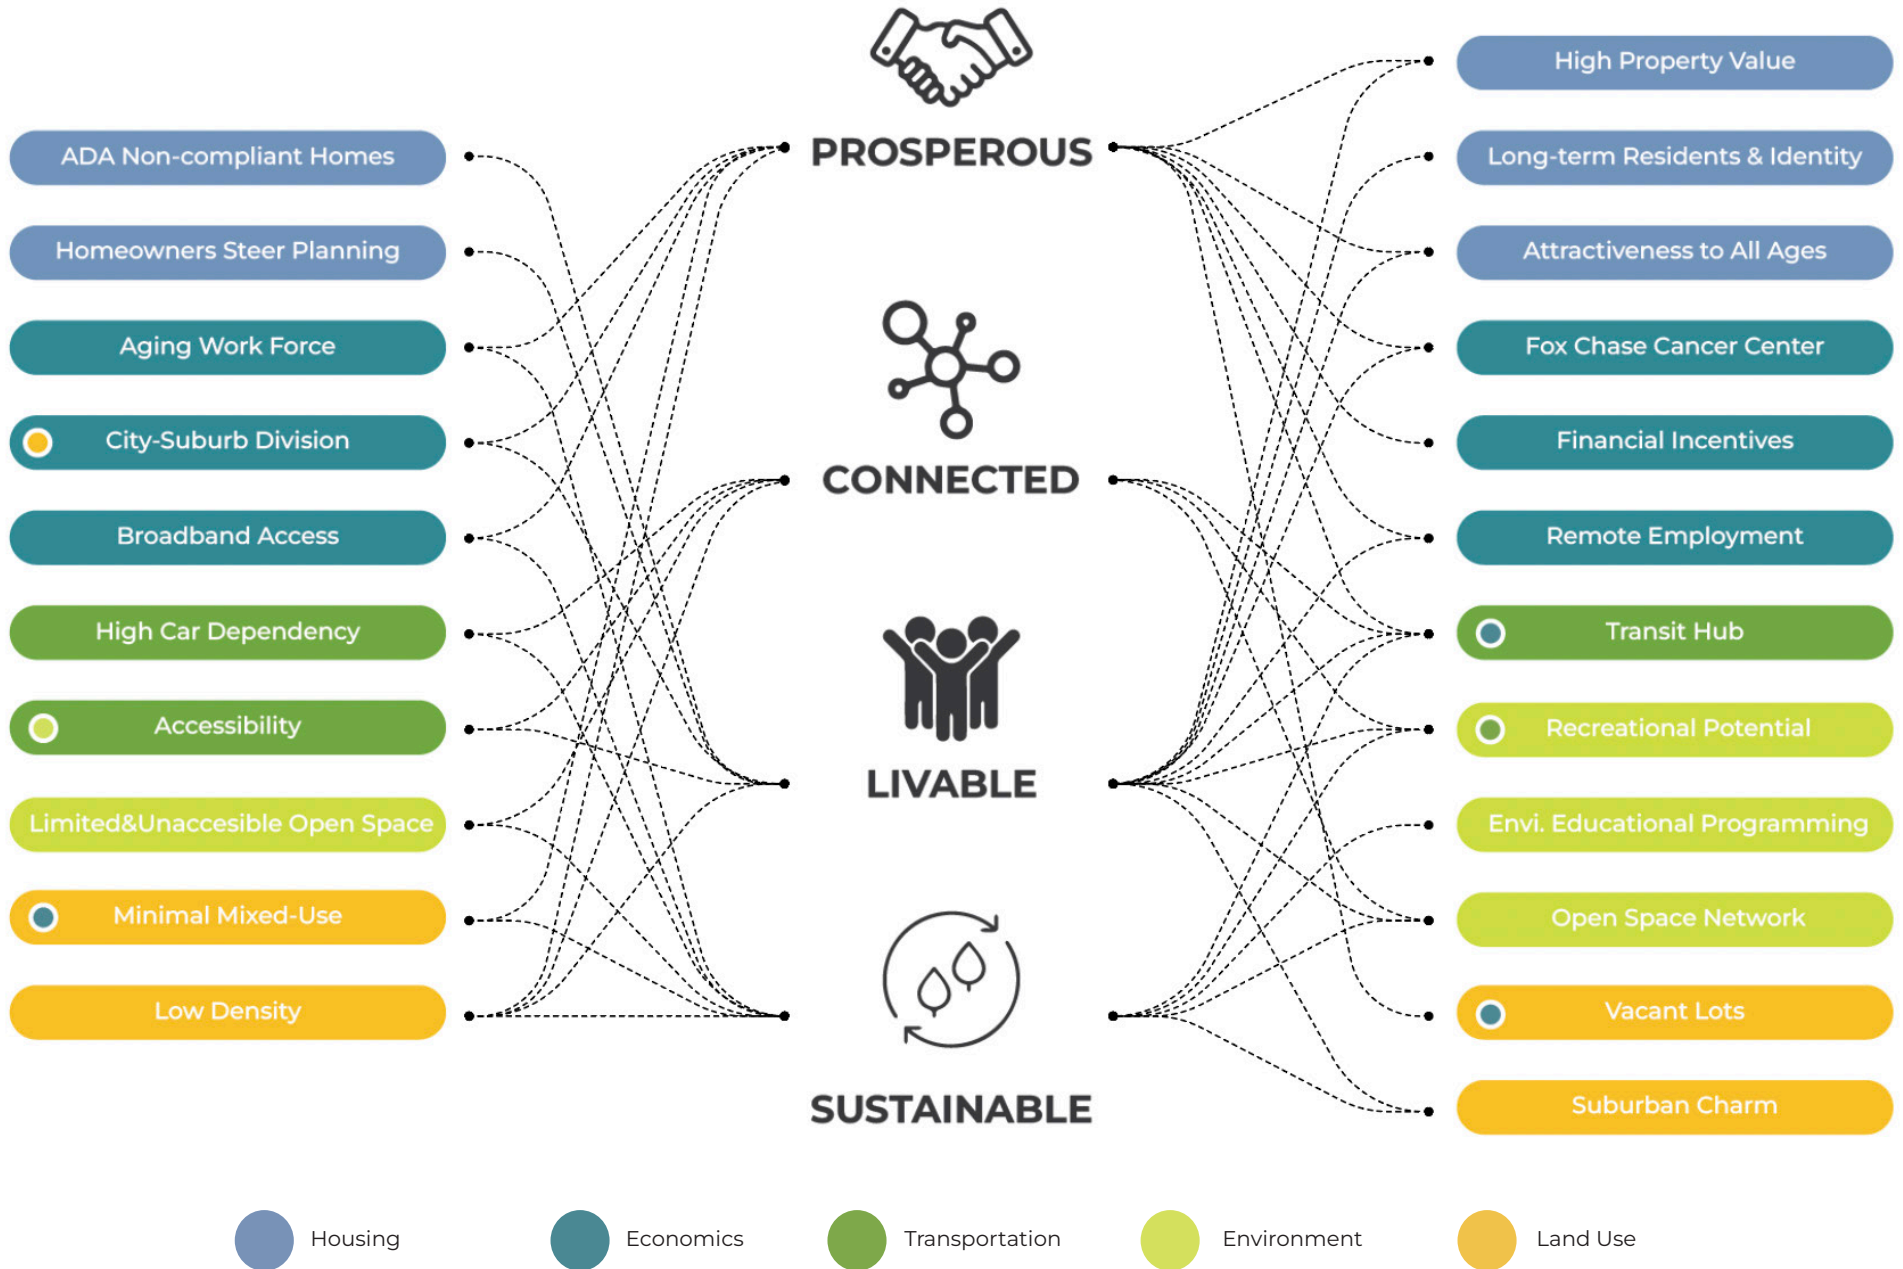 ADA Non-compliant Homes
Homeowners Steer Planning
Aging Work Force
City-Suburb Division
Broadband Access
High Car Dependency
Accessibility
Limited&Unaccesible Open Space
Minimal Mixed-Use
Low Density
PROSPEROUS
CONNECTED
LIVABLE
SUSTAINABLE
High Property Value
Long-term Residents & Identity
Attractiveness to All Ages
Fox Chase Cancer Center
Financial Incentives
Remote Employment
Transit Hub
Recreational Potential
Envi. Educational Programming
Open Space Network
Vacant Lots
Suburban Charm
Housing
Economics
Transportation
Environment
Land Use